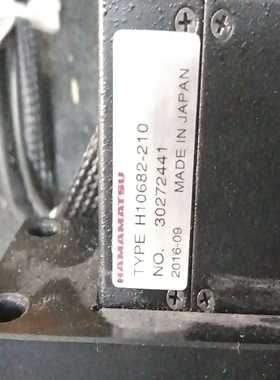 HAMAMATSU
TYPE H10682-210
NO. 30272441
2016-09 MADE IN JAPAN